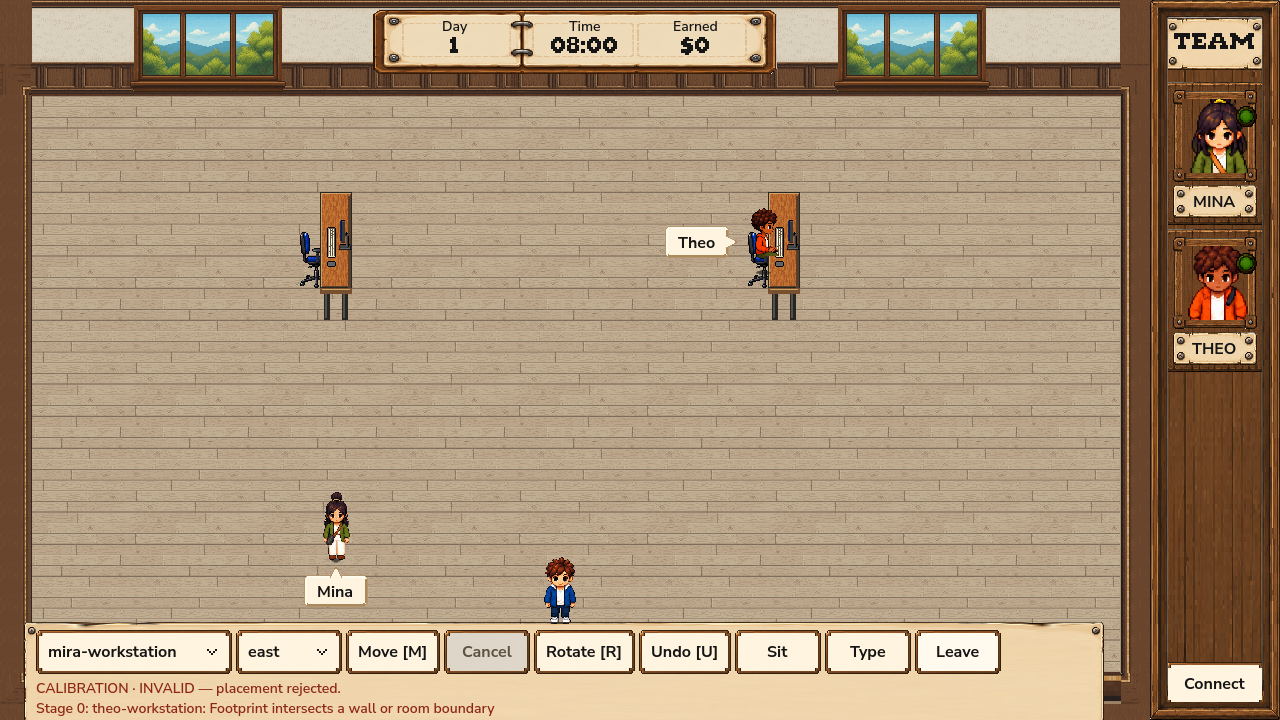 Day
1
Time
08:00
Earned
$0
TEAM
MINA
THEO
Theo
Mina
mira-workstation
east
Move [M]
Cancel
Rotate [R]
Undo [U]
Sit
Type
Leave
CALIBRATION · INVALID — placement rejected.
Stage 0: theo-workstation: Footprint intersects a wall or room boundary
Connect